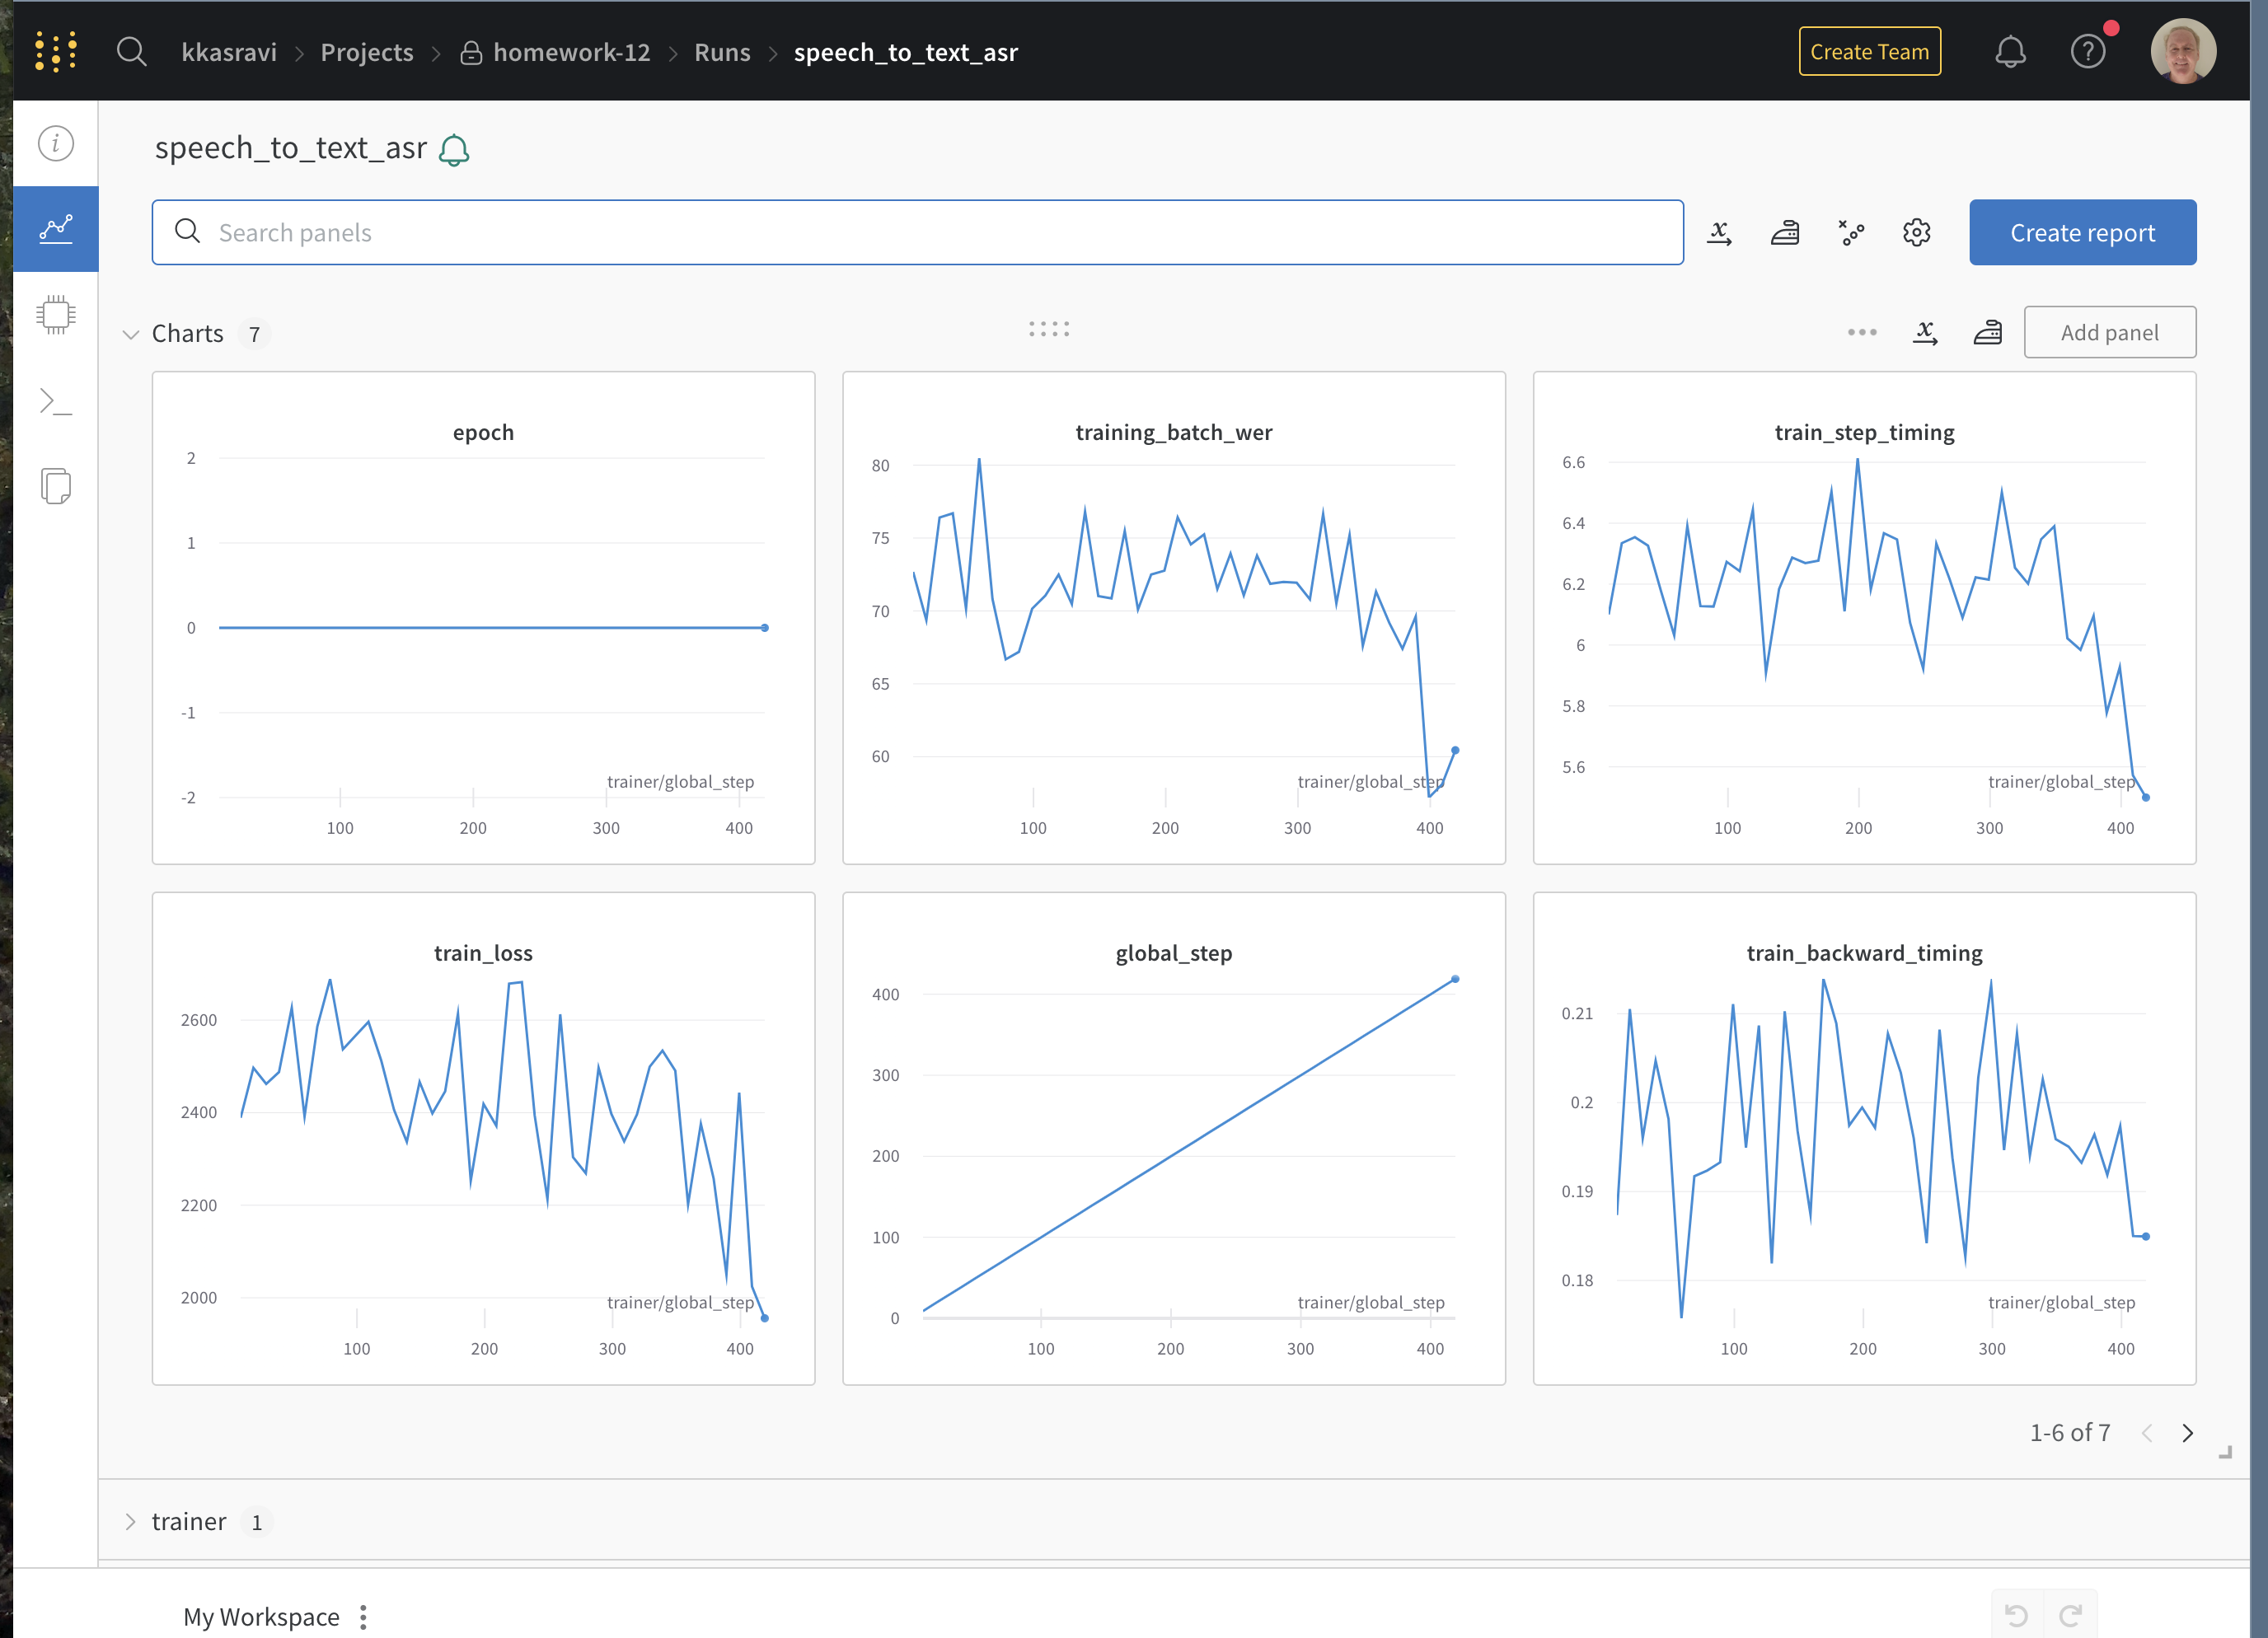 kkasravi > Projects > homework-12 > Runs > speech_to_text_asr
Create Team
speech_to_text_asr
Search panels
Create report
Charts 7
Add panel
epoch
2
1
0
-1
-2
trainer/global_step
100 200 300 400
training_batch_wer
80
75
70
65
60
trainer/global_step
100 200 300 400
train_step_timing
6.6
6.4
6.2
6
5.8
5.6
trainer/global_step
100 200 300 400
train_loss
2600
2400
2200
2000
trainer/global_step
100 200 300 400
global_step
400
300
200
100
0
trainer/global_step
100 200 300 400
train_backward_timing
0.21
0.2
0.19
0.18
trainer/global_step
100 200 300 400
1-6 of 7
trainer 1
My Workspace